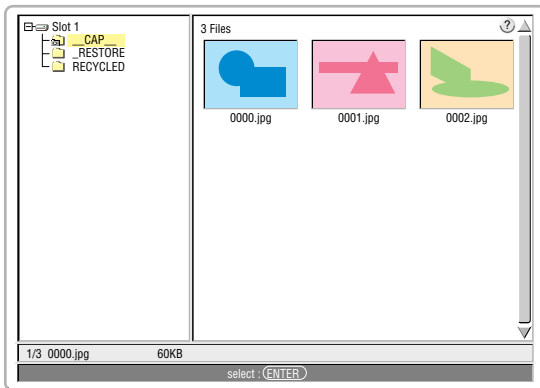 Slot 1
__CAP__
_RESTORE
RECYCLED
3 Files
?
0000.jpg 0001.jpg 0002.jpg
1/3 0000.jpg 60KB
select : ENTER